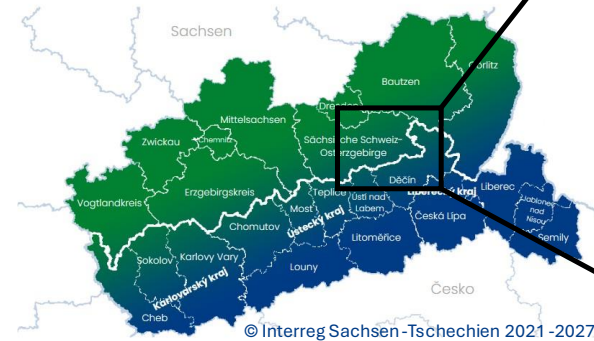 Sachsen
Görlitz
Bautzen
Dresden
Mittelsachsen
Chemnitz
Zwickau
Sächsische Schweiz-
Osterzgebirge
Erzgebirgskreis
Vogtlandkreis
Děčín
Teplice
Ústí nad
Labem
Liberecký kraj
Liberec
Jablonec
nad
Nisou
Semily
Most
Ústecký kraj
Česká Lípa
Chomutov
Litoměřice
Sokolov
Karlovy Vary
Karlovarský kraj
Louny
Cheb
Česko
© Interreg Sachsen-Tschechien 2021-2027